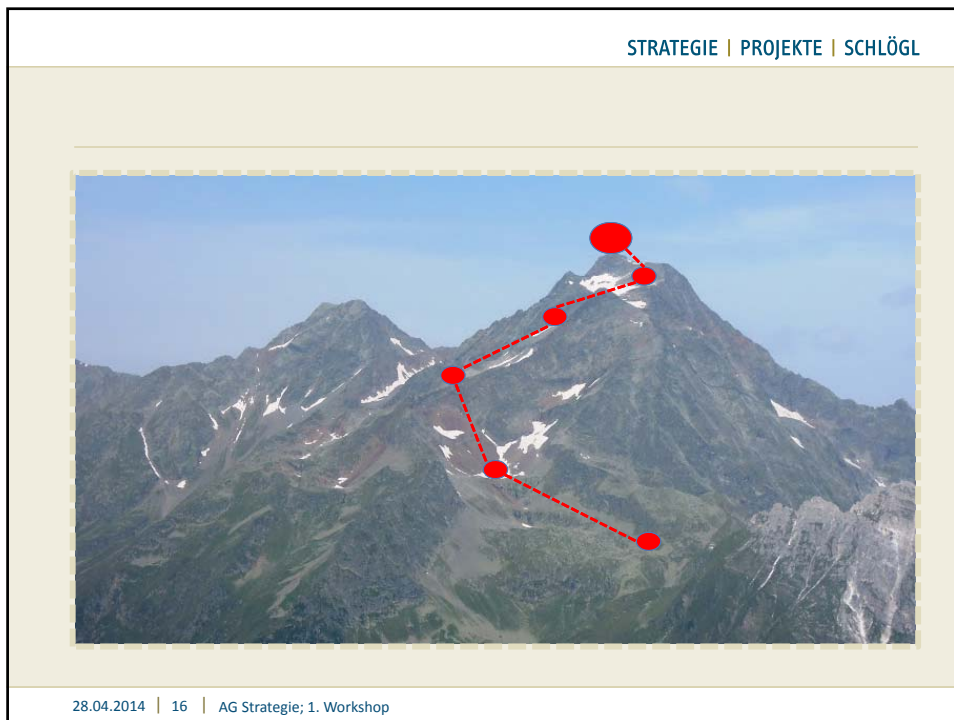 STRATEGIE | PROJEKTE | SCHLÖGL
28.04.2014 | 16 | AG Strategie; 1. Workshop